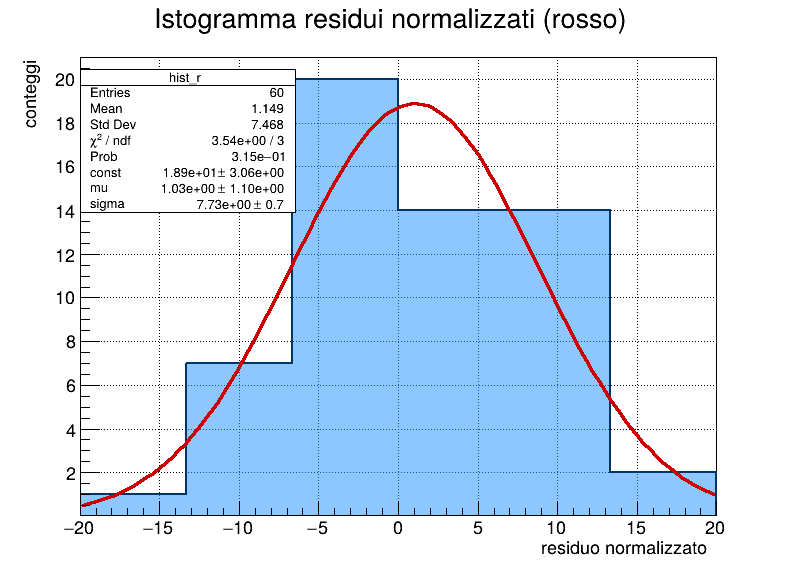 Istogramma residui normalizzati (rosso)
conteggi
hist_r
Entries 60
Mean 1.149
Std Dev 7.468
χ² / ndf 3.54e+00 / 3
Prob 3.15e−01
const 1.89e+01± 3.06e+00
mu 1.03e+00 ± 1.10e+00
sigma 7.73e+00 ± 0.7
20
18
16
14
12
10
8
6
4
2
−20 −15 −10 −5 0 5 10 15 20
residuo normalizzato